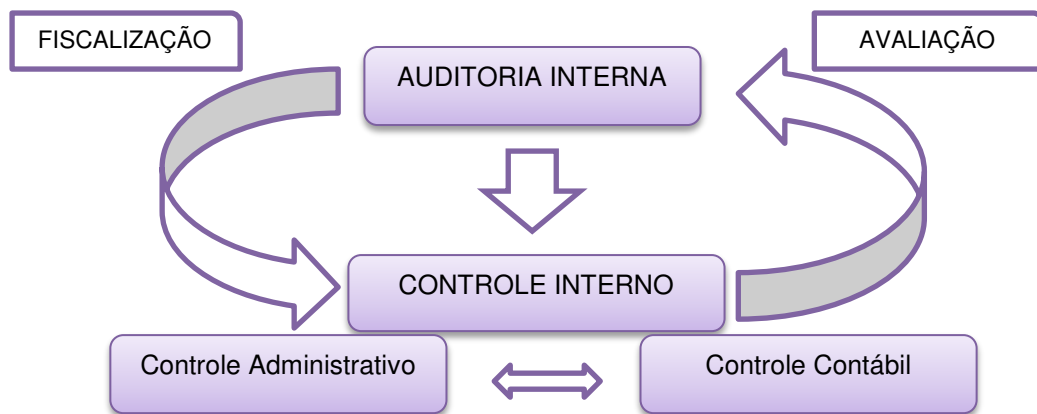 FISCALIZAÇÃO
AVALIAÇÃO
AUDITORIA INTERNA
CONTROLE INTERNO
Controle Administrativo
Controle Contábil